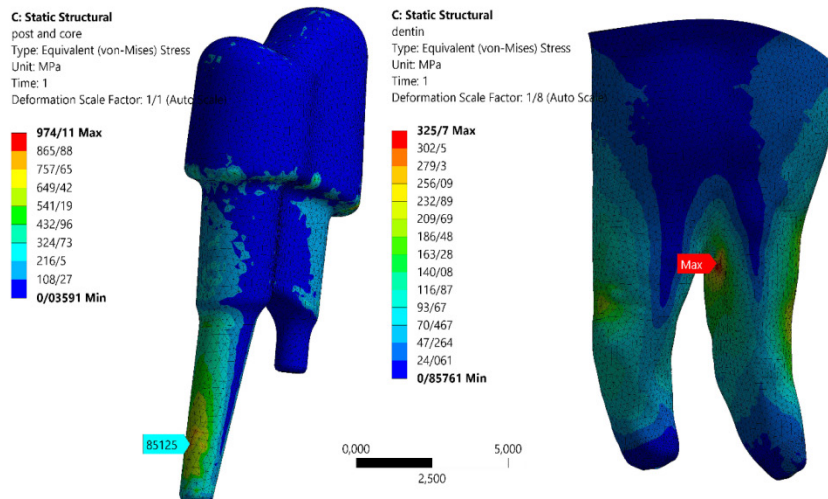 C: Static Structural
post and core
Type: Equivalent (von-Mises) Stress
Unit: MPa
Time: 1
Deformation Scale Factor: 1/1 (Auto Scale)
974/11 Max
865/88
757/65
649/42
541/19
432/96
324/73
216/5
108/27
0/03591 Min
85125
C: Static Structural
dentin
Type: Equivalent (von-Mises) Stress
Unit: MPa
Time: 1
Deformation Scale Factor: 1/8 (Auto Scale)
325/7 Max
302/5
279/3
256/09
232/89
209/69
186/48
163/28
140/08
116/87
93/67
70/467
47/264
24/061
0/85761 Min
Max
0,000
5,000
2,500